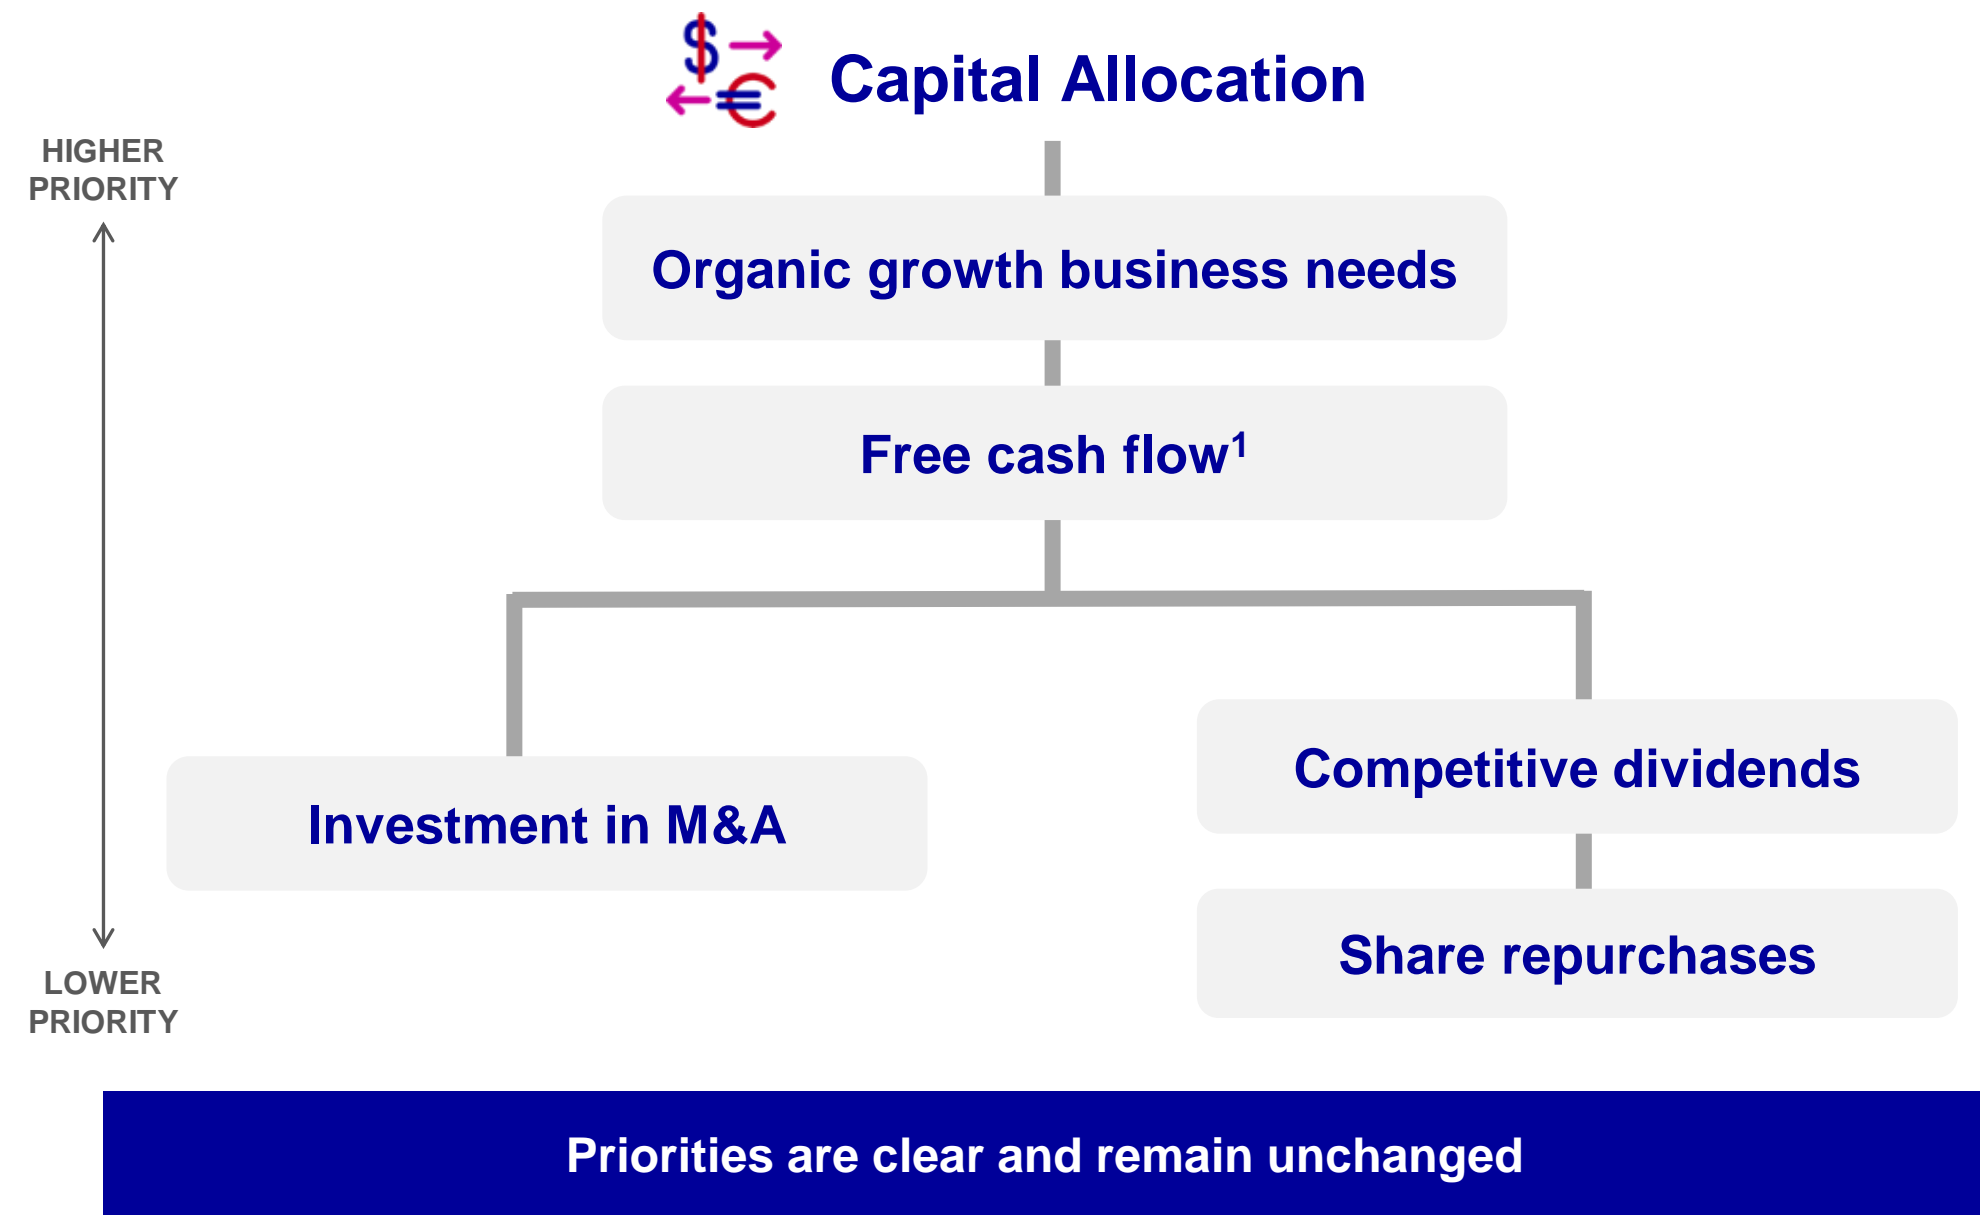 Capital Allocation
HIGHER
PRIORITY
Organic growth business needs
Free cash flow¹
Competitive dividends
Investment in M&A
Share repurchases
LOWER
PRIORITY
Priorities are clear and remain unchanged